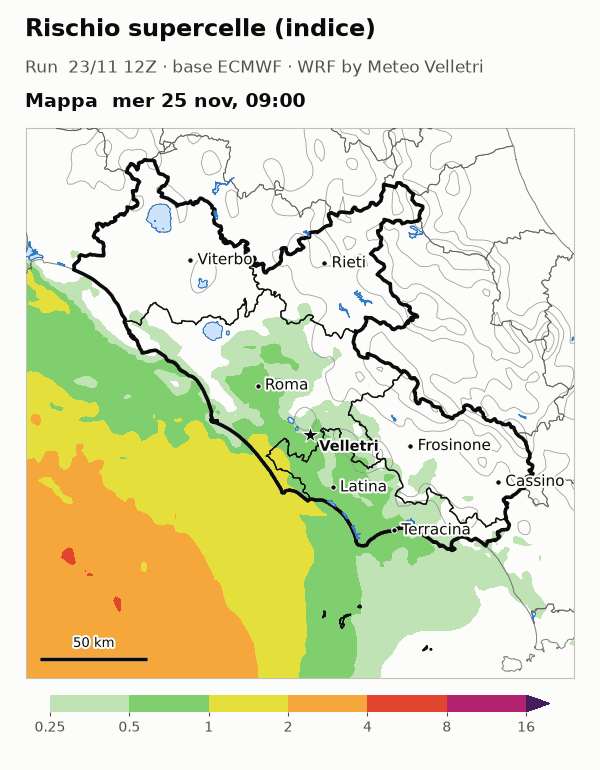 Rischio supercelle (indice)
Run  23/11 12Z · base ECMWF · WRF by Meteo Velletri
Mappa  mer 25 nov, 09:00
Viterbo
Rieti
Roma
Velletri
Frosinone
Latina
Cassino
Terracina
50 km
0.25 0.5 1 2 4 8 16